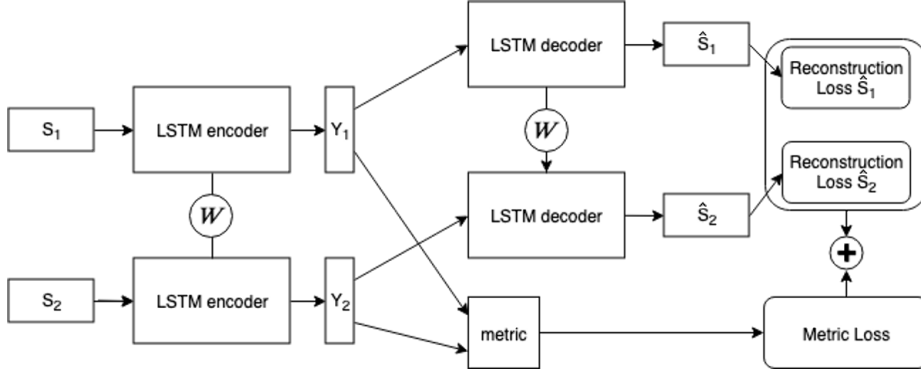 LSTM decoder
Ŝ₁
Reconstruction
Loss Ŝ₁
S₁
LSTM encoder
Y₁
W
W
Reconstruction
Loss Ŝ₂
LSTM decoder
Ŝ₂
S₂
LSTM encoder
Y₂
+
metric
Metric Loss